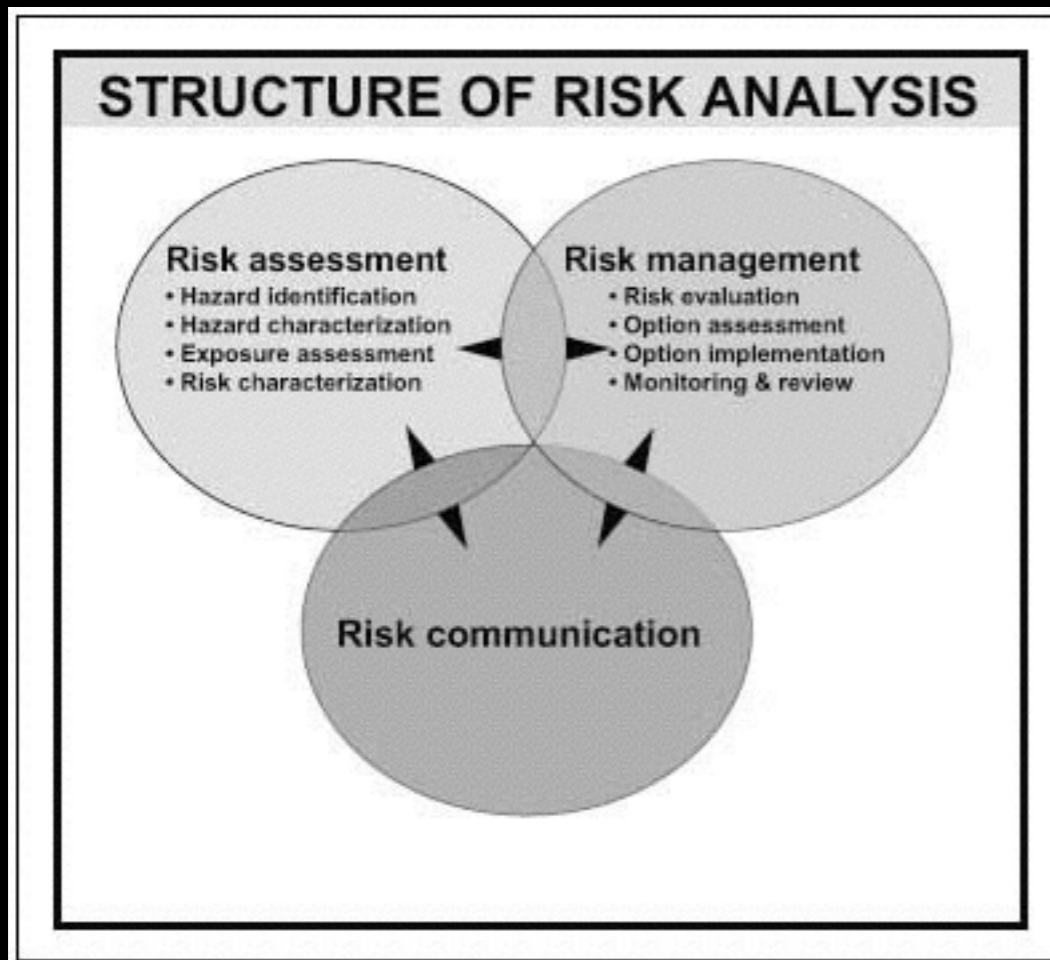 STRUCTURE OF RISK ANALYSIS
Risk assessment
• Hazard identification
• Hazard characterization
• Exposure assessment
• Risk characterization
Risk management
• Risk evaluation
• Option assessment
• Option implementation
• Monitoring & review
Risk communication